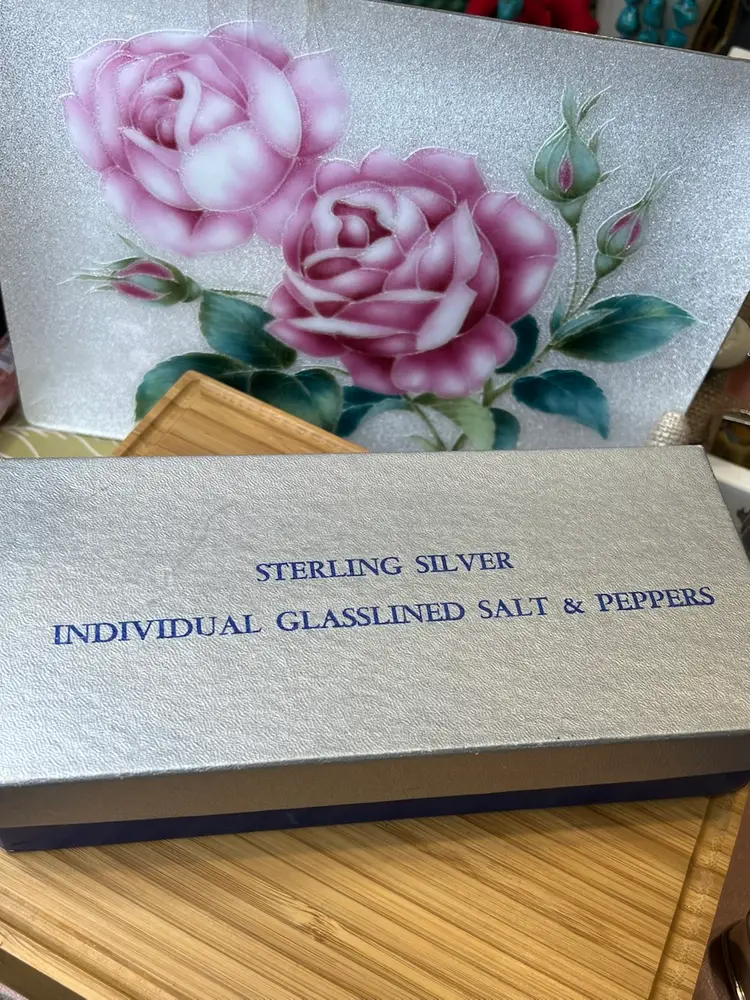 STERLING SILVER
INDIVIDUAL GLASSLINED SALT & PEPPERS